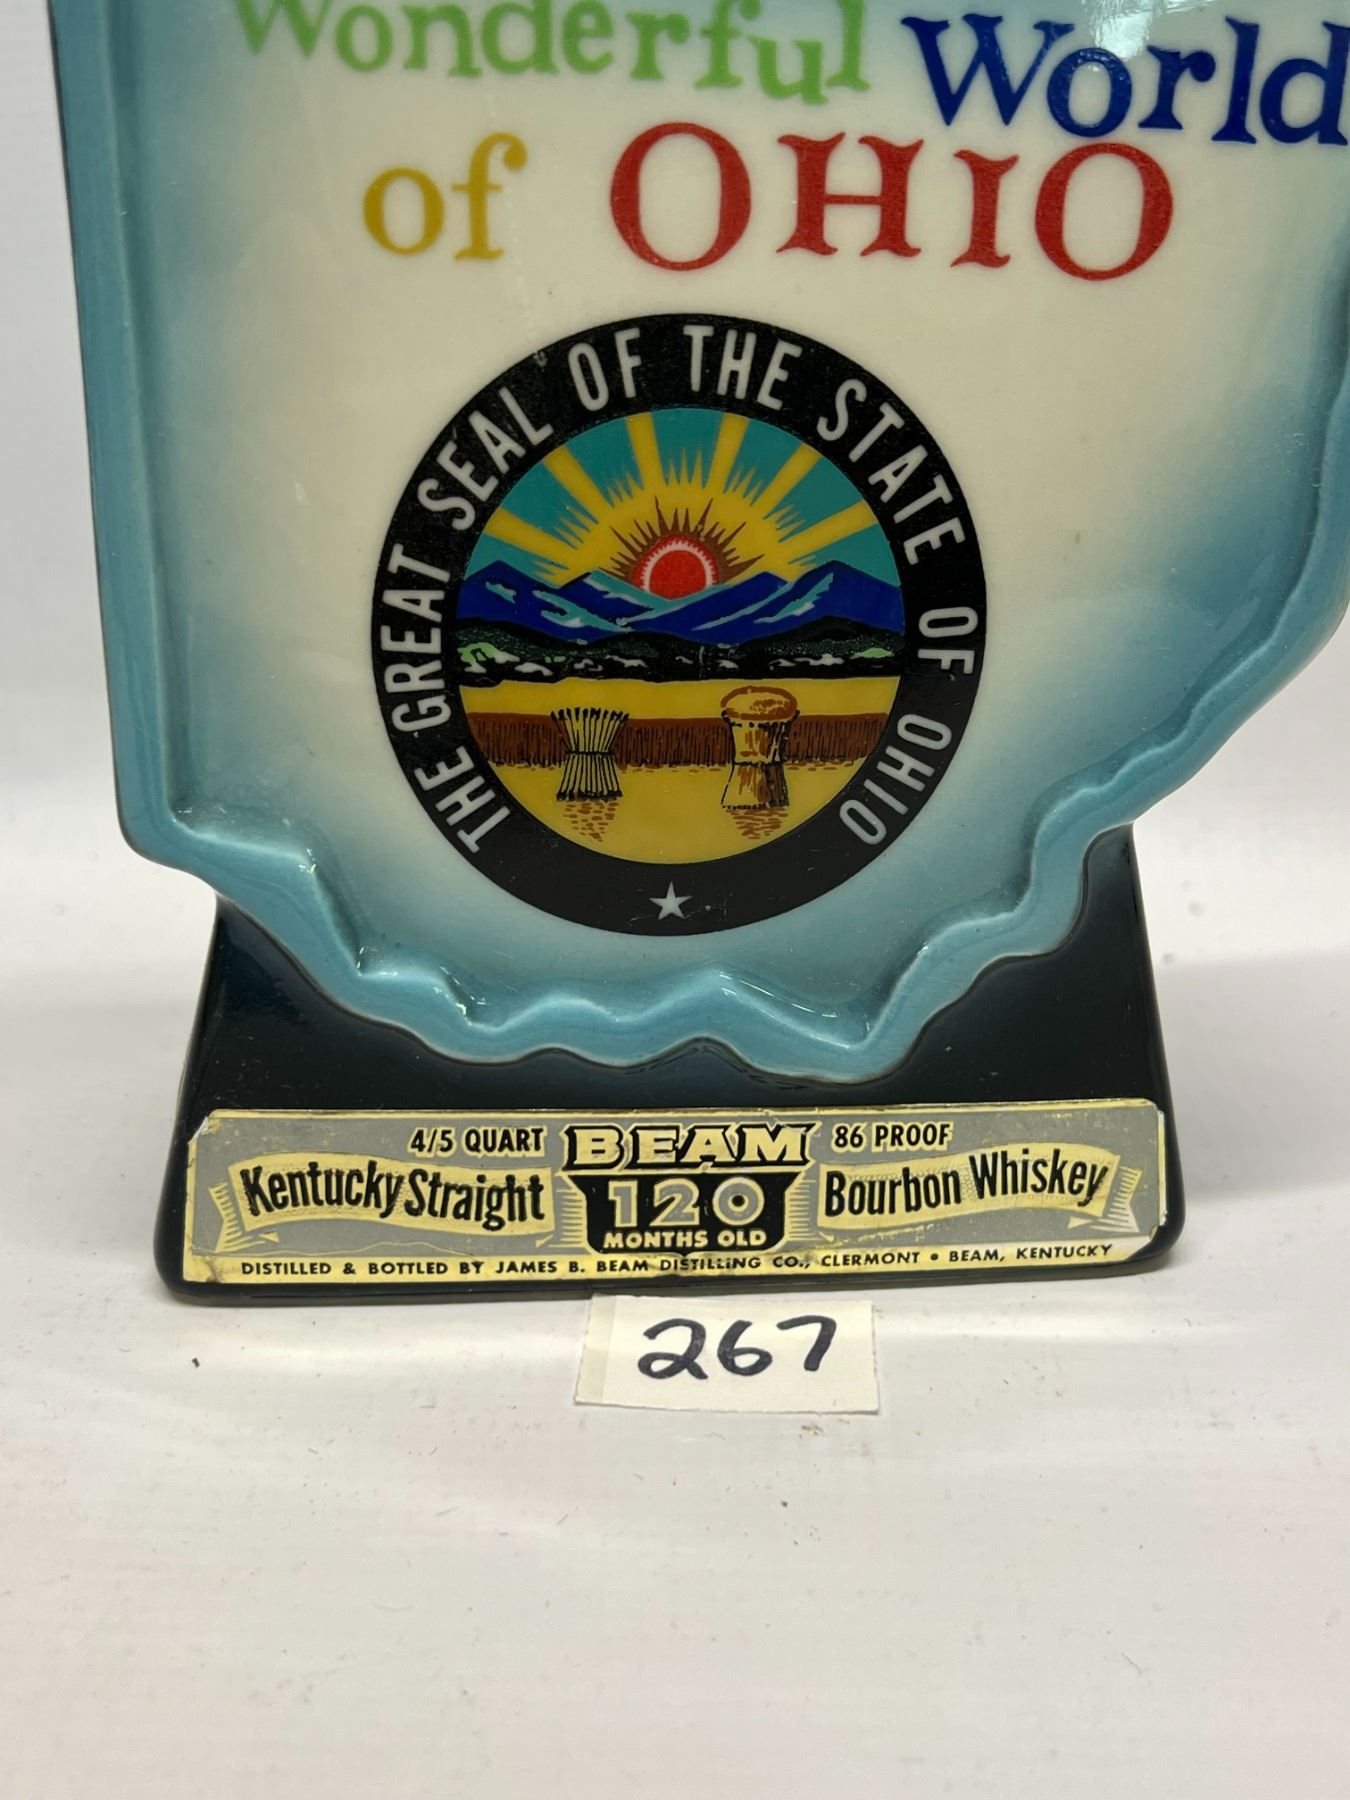 Wonderful World
of OHIO
THE GREAT SEAL OF THE STATE OF OHIO
4/5 QUART BEAM 86 PROOF
Kentucky Straight 120 Bourbon Whiskey
MONTHS OLD
DISTILLED & BOTTLED BY JAMES B. BEAM DISTILLING CO., CLERMONT • BEAM, KENTUCKY
267